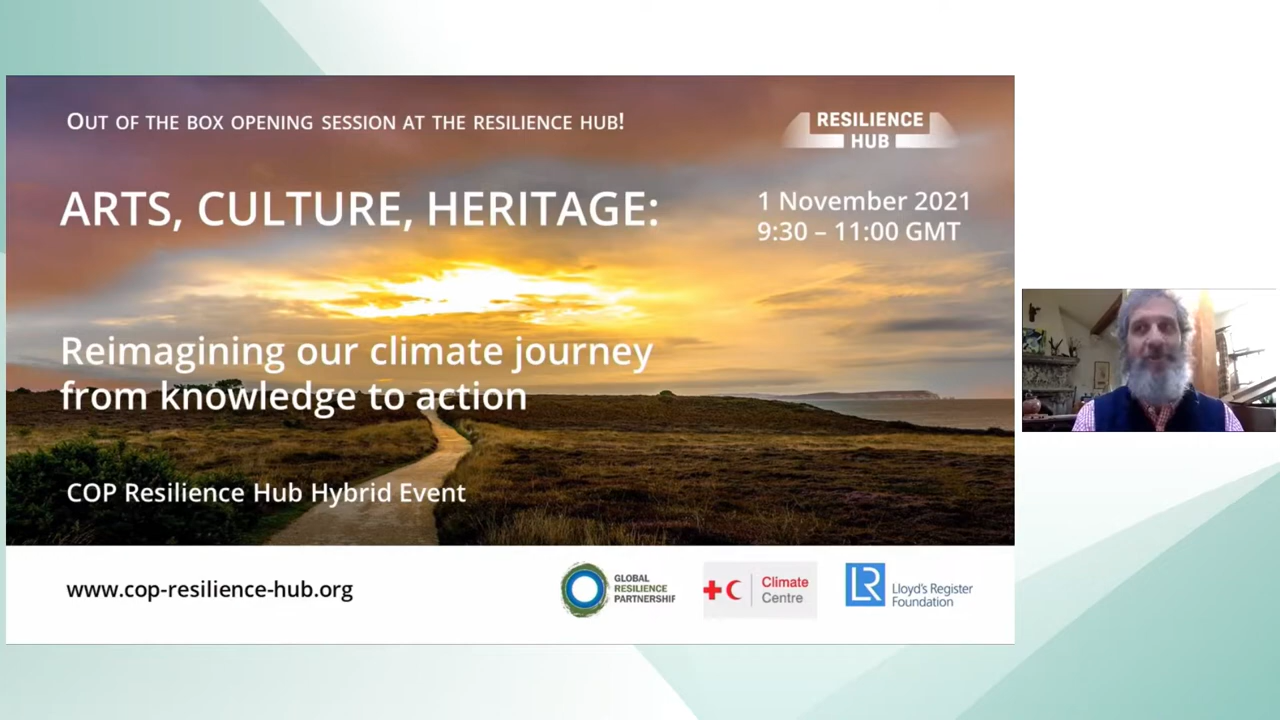 OUT OF THE BOX OPENING SESSION AT THE RESILIENCE HUB!
RESILIENCE
HUB
ARTS, CULTURE, HERITAGE:
1 November 2021
9:30 – 11:00 GMT
Reimagining our climate journey
from knowledge to action
COP Resilience Hub Hybrid Event
www.cop-resilience-hub.org
GLOBAL
RESILIENCE
PARTNERSHIP
Climate
Centre
LR
Lloyd's Register
Foundation